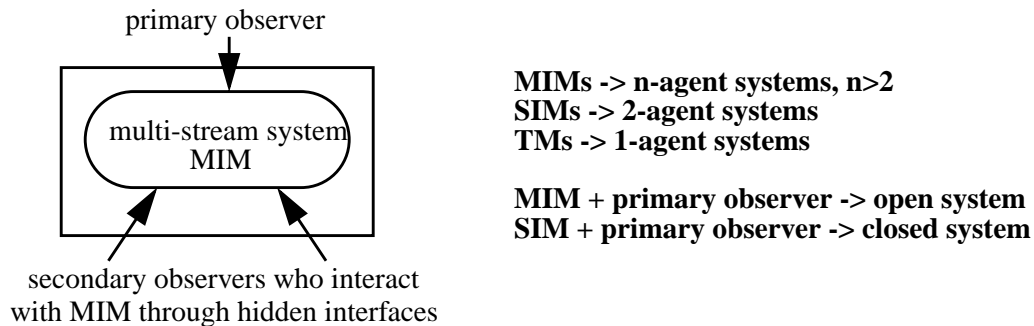 primary observer
multi-stream system
MIM
secondary observers who interact
with MIM through hidden interfaces
MIMs -> n-agent systems, n>2
SIMs -> 2-agent systems
TMs -> 1-agent systems
MIM + primary observer -> open system
SIM + primary observer -> closed system